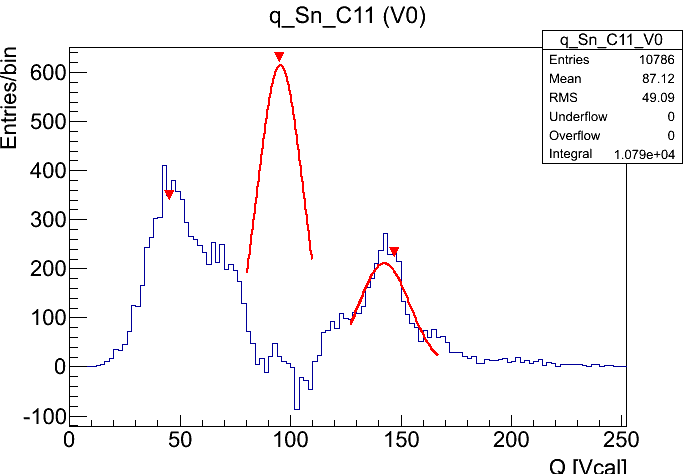 q_Sn_C11 (V0)
Entries/bin
q_Sn_C11_V0
Entries 10786
Mean 87.12
RMS 49.09
Underflow 0
Overflow 0
Integral 1.079e+04
600
500
400
300
200
100
0
-100
0 50 100 150 200 250
Q [Vcal]